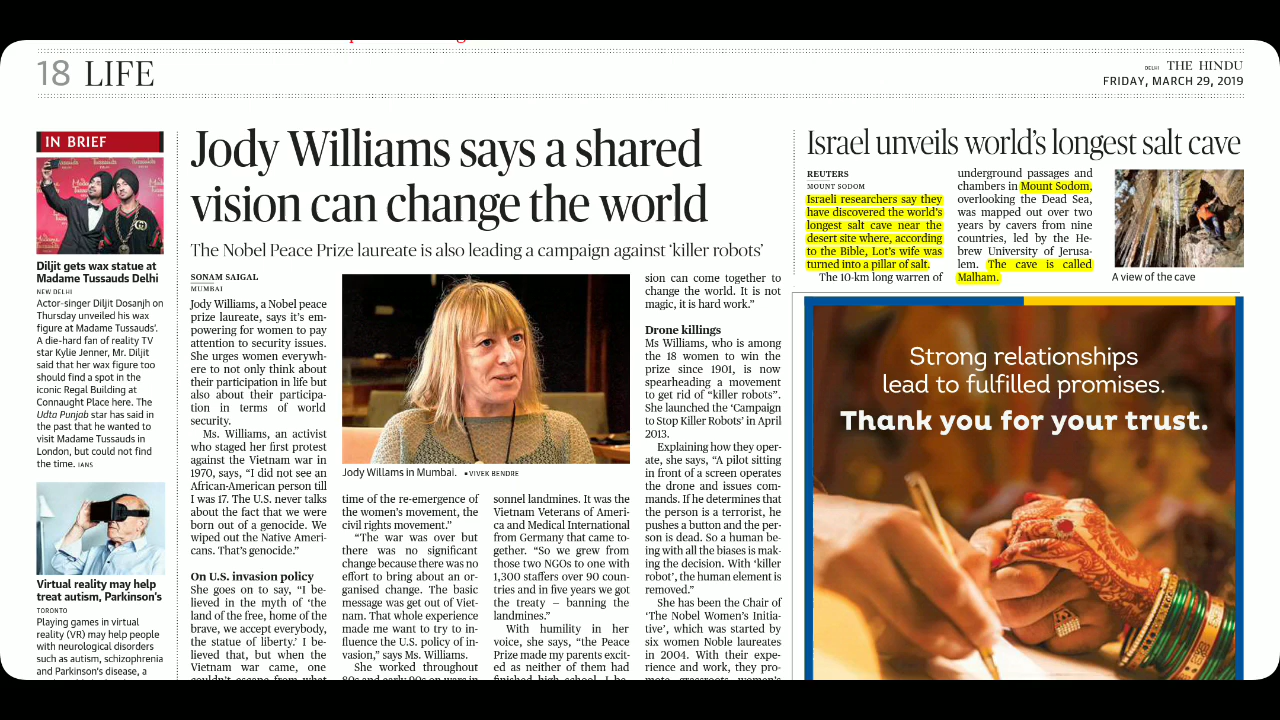 18 LIFE
DELHI THE HINDU
FRIDAY, MARCH 29, 2019
IN BRIEF
Diljit gets wax statue at
Madame Tussauds Delhi
NEW DELHI
Actor-singer Diljit Dosanjh on
Thursday unveiled his wax
figure at Madame Tussauds'.
A die-hard fan of reality TV
star Kylie Jenner, Mr. Diljit
said that her wax figure too
should find a spot in the
iconic Regal Building at
Connaught Place here. The
Udta Punjab star has said in
the past that he wanted to
visit Madame Tussauds in
London, but could not find
the time. IANS
Virtual reality may help
treat autism, Parkinson's
TORONTO
Playing games in virtual
reality (VR) may help people
with neurological disorders
such as autism, schizophrenia
and Parkinson's disease, a
Jody Williams says a shared
vision can change the world
The Nobel Peace Prize laureate is also leading a campaign against 'killer robots'
SONAM SAIGAL
MUMBAI
Jody Williams, a Nobel peace
prize laureate, says it's em-
powering for women to pay
attention to security issues.
She urges women everywh-
ere to not only think about
their participation in life but
also about their participa-
tion in terms of world
security.
Ms. Williams, an activist
who staged her first protest
against the Vietnam war in
1970, says, "I did not see an
African-American person till
I was 17. The U.S. never talks
about the fact that we were
born out of a genocide. We
wiped out the Native Ameri-
cans. That's genocide."
On U.S. invasion policy
She goes on to say, "I be-
lieved in the myth of 'the
land of the free, home of the
brave, we accept everybody,
the statue of liberty.' I be-
lieved that, but when the
Vietnam war came, one
couldn't escape from what
Jody Willams in Mumbai. ▪ VIVEK BENDRE
time of the re-emergence of
the women's movement, the
civil rights movement."
"The war was over but
there was no significant
change because there was no
effort to bring about an or-
ganised change. The basic
message was get out of Viet-
nam. That whole experience
made me want to try to in-
fluence the U.S. policy of in-
vasion," says Ms. Williams.
She worked throughout
80s and early 90s on wars in
sonnel landmines. It was the
Vietnam Veterans of Ameri-
ca and Medical International
from Germany that came to-
gether. "So we grew from
those two NGOs to one with
1,300 staffers over 90 coun-
tries and in five years we got
the treaty – banning the
landmines."
With humility in her
voice, she says, "the Peace
Prize made my parents excit-
ed as neither of them had
finished high school. I be-
sion can come together to
change the world. It is not
magic, it is hard work."
Drone killings
Ms Williams, who is among
the 18 women to win the
prize since 1901, is now
spearheading a movement
to get rid of "killer robots".
She launched the 'Campaign
to Stop Killer Robots' in April
2013.
Explaining how they oper-
ate, she says, "A pilot sitting
in front of a screen operates
the drone and issues com-
mands. If he determines that
the person is a terrorist, he
pushes a button and the per-
son is dead. So a human be-
ing with all the biases is mak-
ing the decision. With 'killer
robot', the human element is
removed."
She has been the Chair of
'The Nobel Women's Initia-
tive', which was started by
six women Noble laureates
in 2004. With their expe-
rience and work, they pro-
mote grassroots women's
Israel unveils world's longest salt cave
REUTERS
MOUNT SODOM
Israeli researchers say they
have discovered the world's
longest salt cave near the
desert site where, according
to the Bible, Lot's wife was
turned into a pillar of salt.
The 10-km long warren of
underground passages and
chambers in Mount Sodom,
overlooking the Dead Sea,
was mapped out over two
years by cavers from nine
countries, led by the He-
brew University of Jerusa-
lem. The cave is called
Malham.
A view of the cave
Strong relationships
lead to fulfilled promises.
Thank you for your trust.